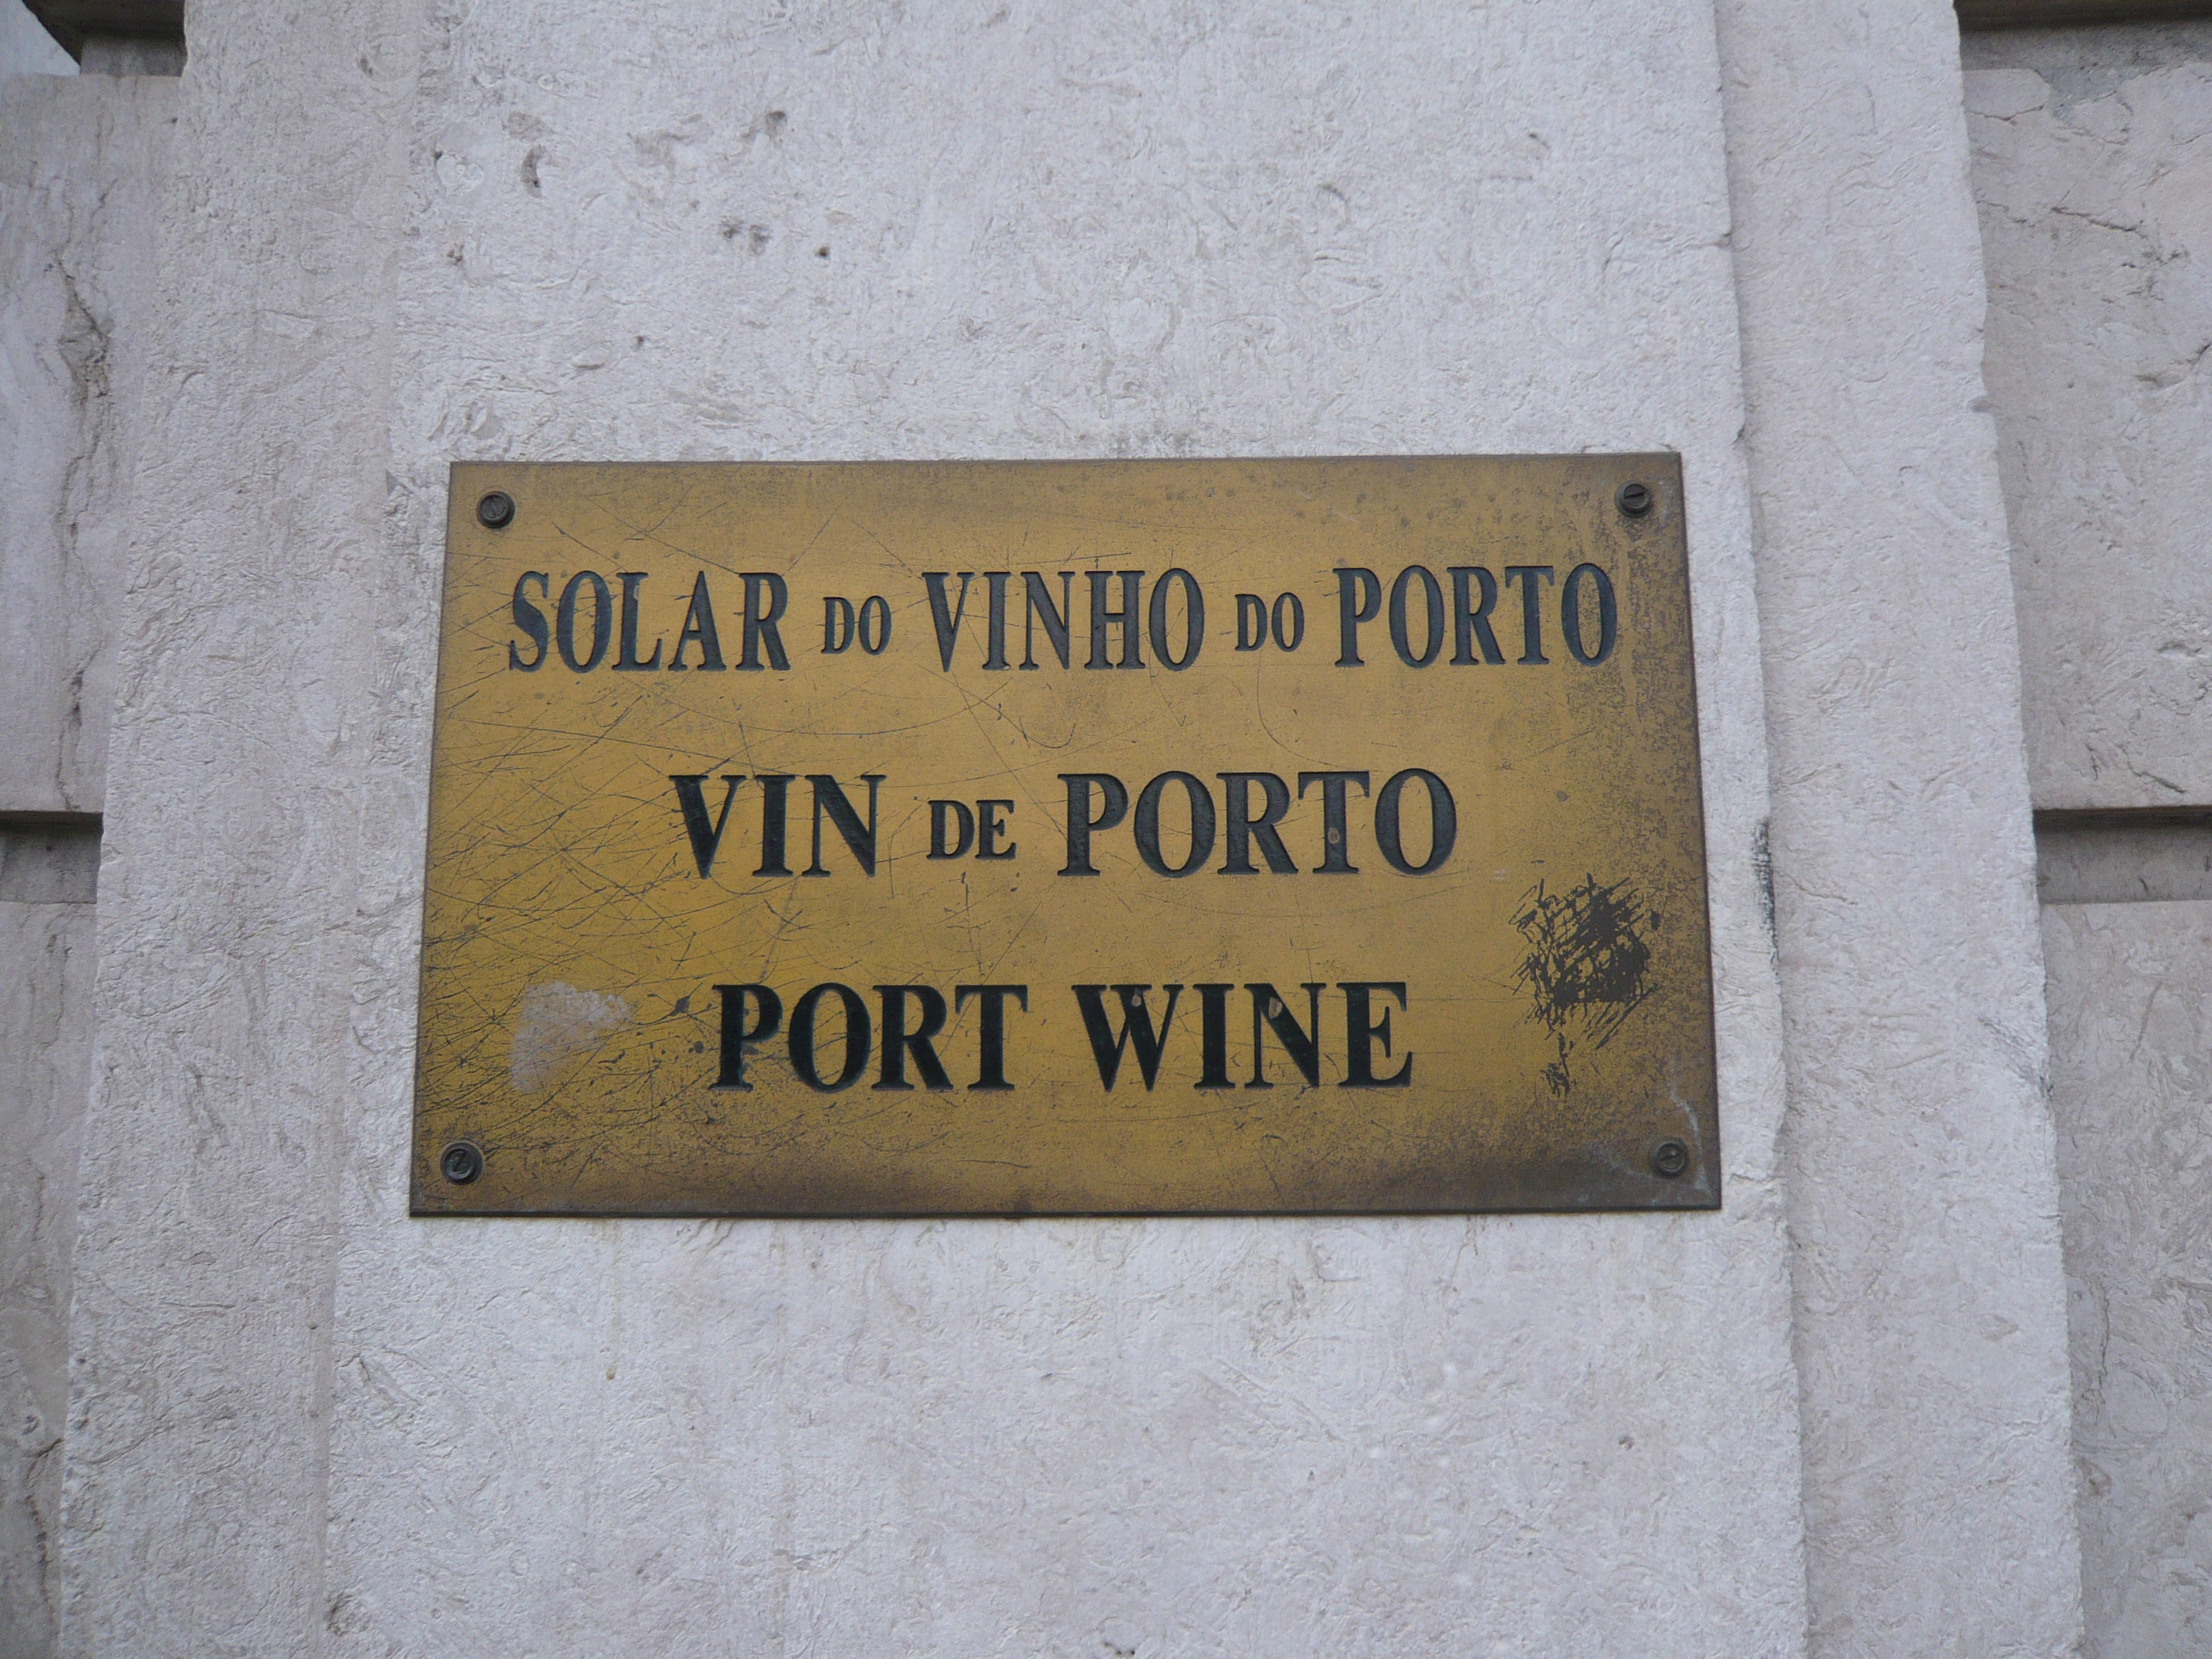 SOLAR DO VINHO DO PORTO
VIN DE PORTO
PORT WINE